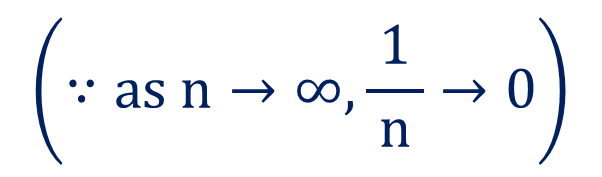 (∵ as n → ∞, 1/n → 0)